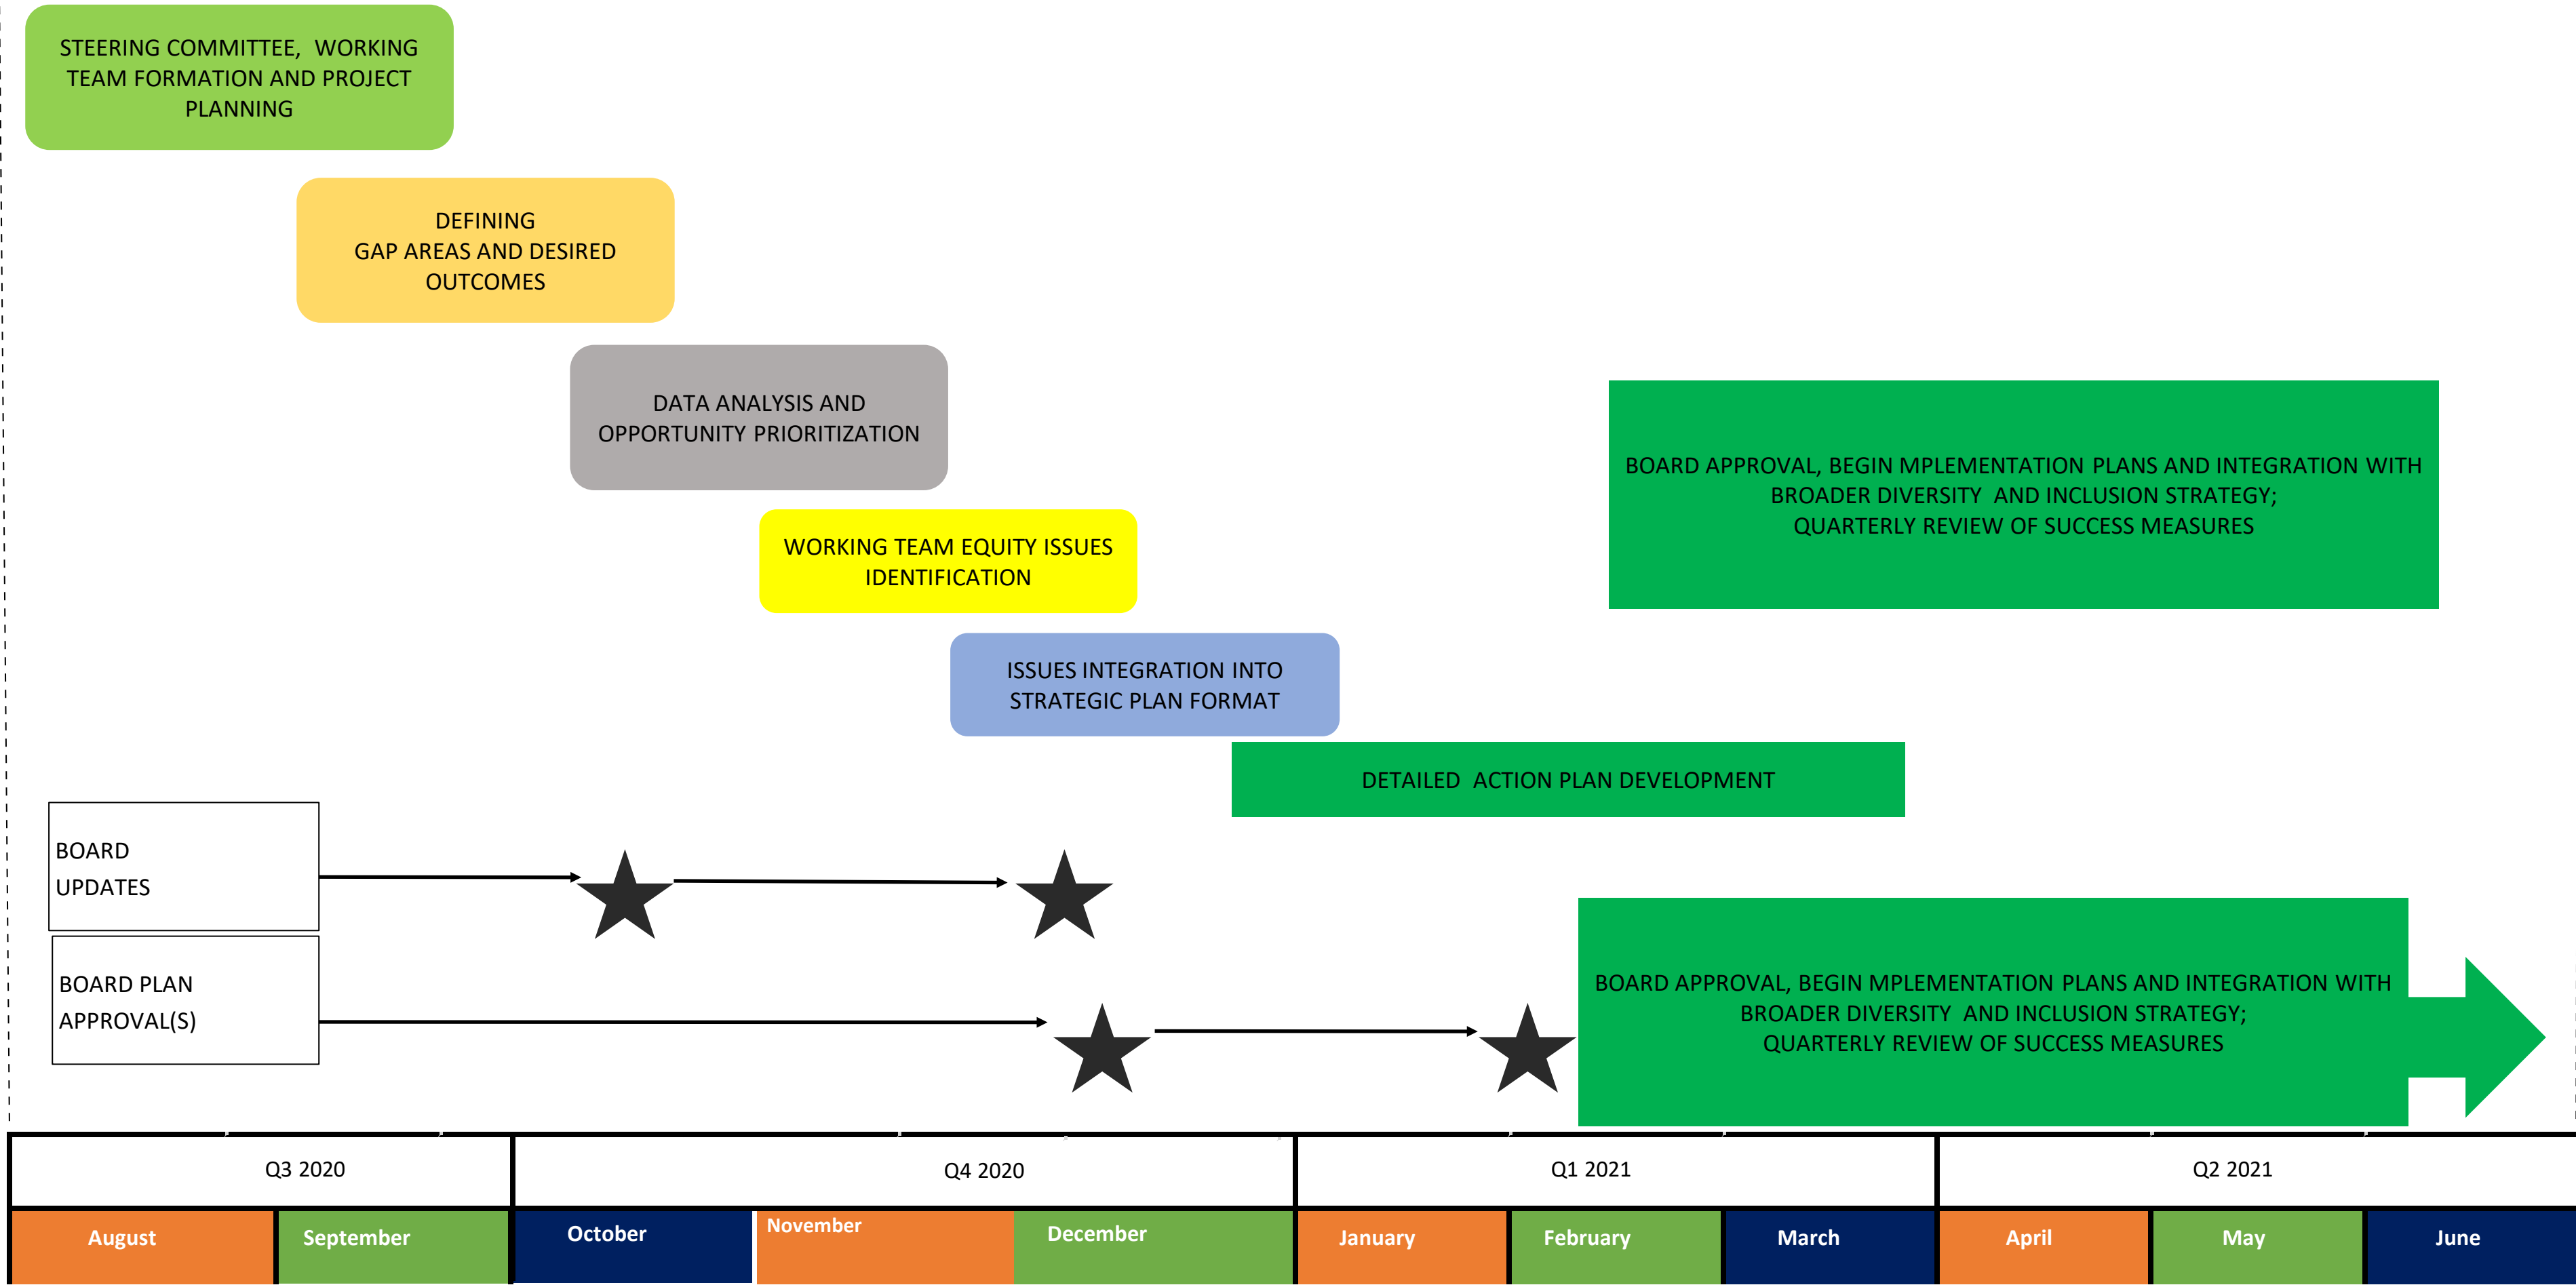 STEERING COMMITTEE, WORKING
TEAM FORMATION AND PROJECT
PLANNING
DEFINING
GAP AREAS AND DESIRED
OUTCOMES
DATA ANALYSIS AND
OPPORTUNITY PRIORITIZATION
BOARD APPROVAL, BEGIN MPLEMENTATION PLANS AND INTEGRATION WITH
BROADER DIVERSITY AND INCLUSION STRATEGY;
QUARTERLY REVIEW OF SUCCESS MEASURES
WORKING TEAM EQUITY ISSUES
IDENTIFICATION
ISSUES INTEGRATION INTO
STRATEGIC PLAN FORMAT
DETAILED ACTION PLAN DEVELOPMENT
BOARD
UPDATES
BOARD PLAN
APPROVAL(S)
BOARD APPROVAL, BEGIN MPLEMENTATION PLANS AND INTEGRATION WITH
BROADER DIVERSITY AND INCLUSION STRATEGY;
QUARTERLY REVIEW OF SUCCESS MEASURES
Q3 2020
Q4 2020
Q1 2021
Q2 2021
August
September
October
November
December
January
February
March
April
May
June